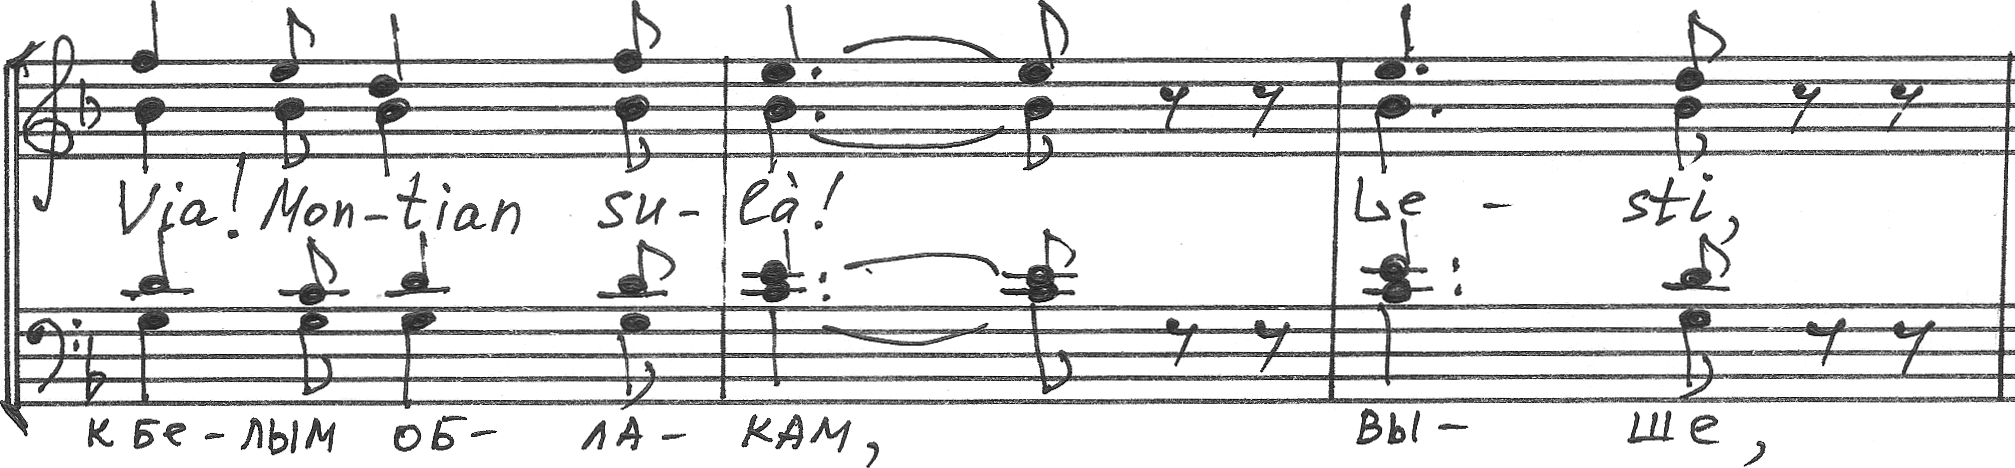 Via! Mon-tian su-là! Le - sti,
к Бе-лым об-ла-кам, вы-ше,